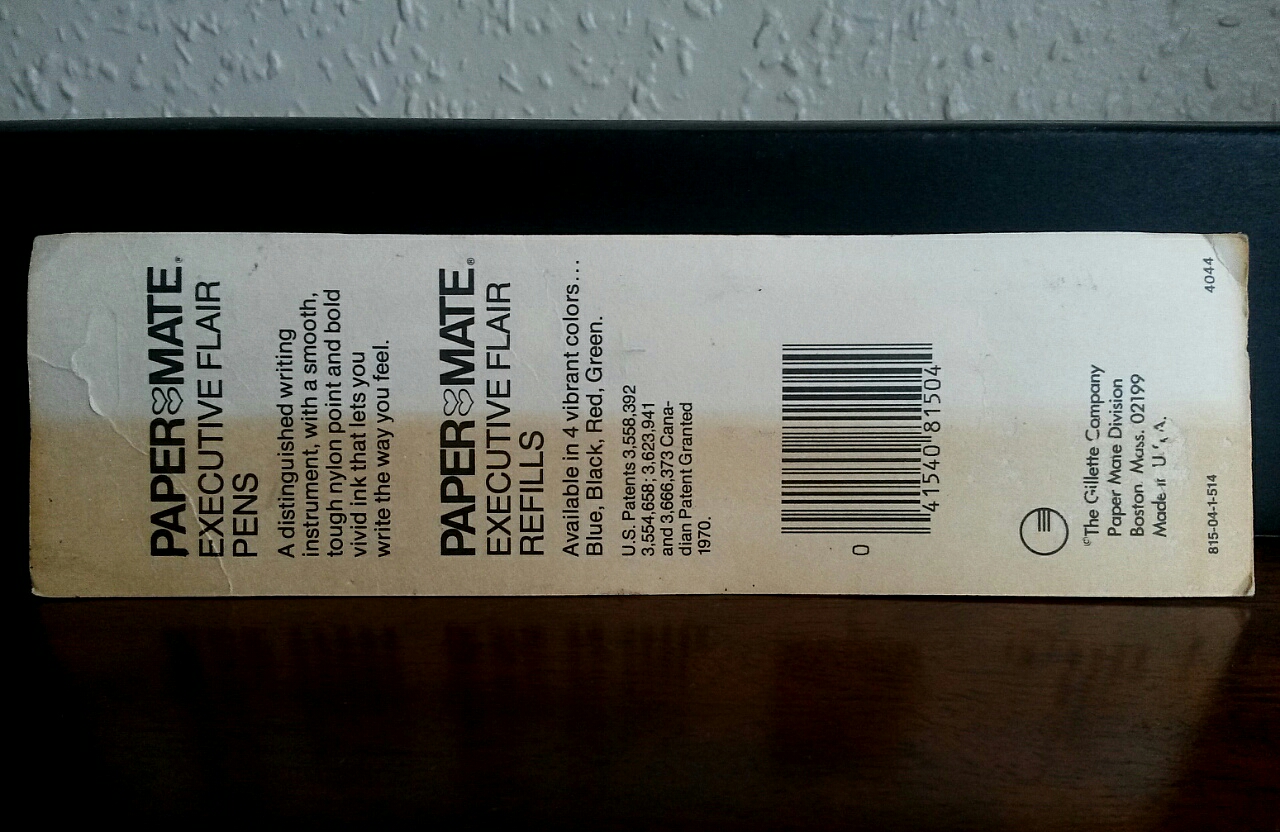 PAPER MATE®
EXECUTIVE FLAIR
PENS
A distinguished writing
instrument, with a smooth,
tough nylon point and bold
vivid ink that lets you
write the way you feel.
PAPER MATE®
EXECUTIVE FLAIR
REFILLS
Available in 4 vibrant colors...
Blue, Black, Red, Green.
U.S. Patents 3,558,392
3,554,658; 3,623,941
and 3,666,373 Cana-
dian Patent Granted
1970.
0 41540 81504
©The Gillette Company
Paper Mate Division
Boston, Mass. 02199
Made in U.S.A.
815-04-1-514 4044